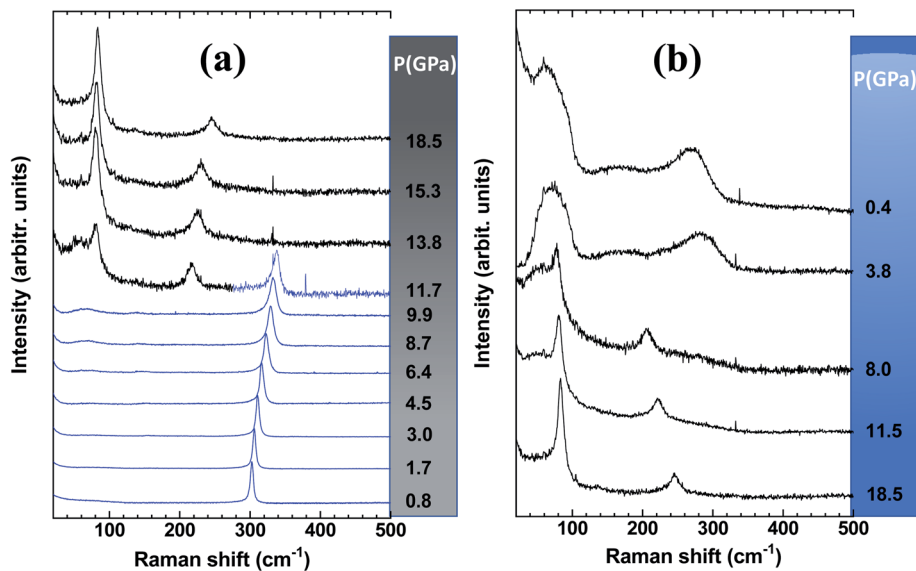 (a)
P(GPa)
18.5
15.3
13.8
11.7
9.9
8.7
6.4
4.5
3.0
1.7
0.8
Intensity (arbitr. units)
100 200 300 400 500
Raman shift (cm⁻¹)
(b)
P(GPa)
0.4
3.8
8.0
11.5
18.5
Intensity (arbit. units)
100 200 300 400 500
Raman shift (cm⁻¹)